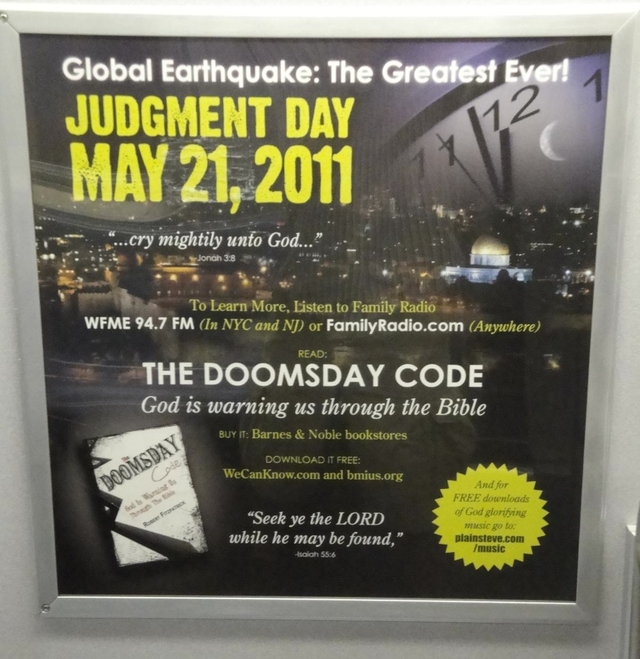 Global Earthquake: The Greatest Ever!
JUDGMENT DAY
MAY 21, 2011
"...cry mightily unto God..."
-Jonah 3:8
12
1
11
To Learn More, Listen to Family Radio
WFME 94.7 FM (In NYC and NJ) or FamilyRadio.com (Anywhere)
READ:
THE DOOMSDAY CODE
God is warning us through the Bible
BUY IT: Barnes & Noble bookstores
DOWNLOAD IT FREE:
WeCanKnow.com and bmius.org
The
DOOMSDAY
Code
God Is Warning Us
Through The Bible
Robert Fitzpatrick
"Seek ye the LORD
while he may be found,"
-Isaiah 55:6
And for
FREE downloads
of God glorifying
music go to:
plainsteve.com
/music